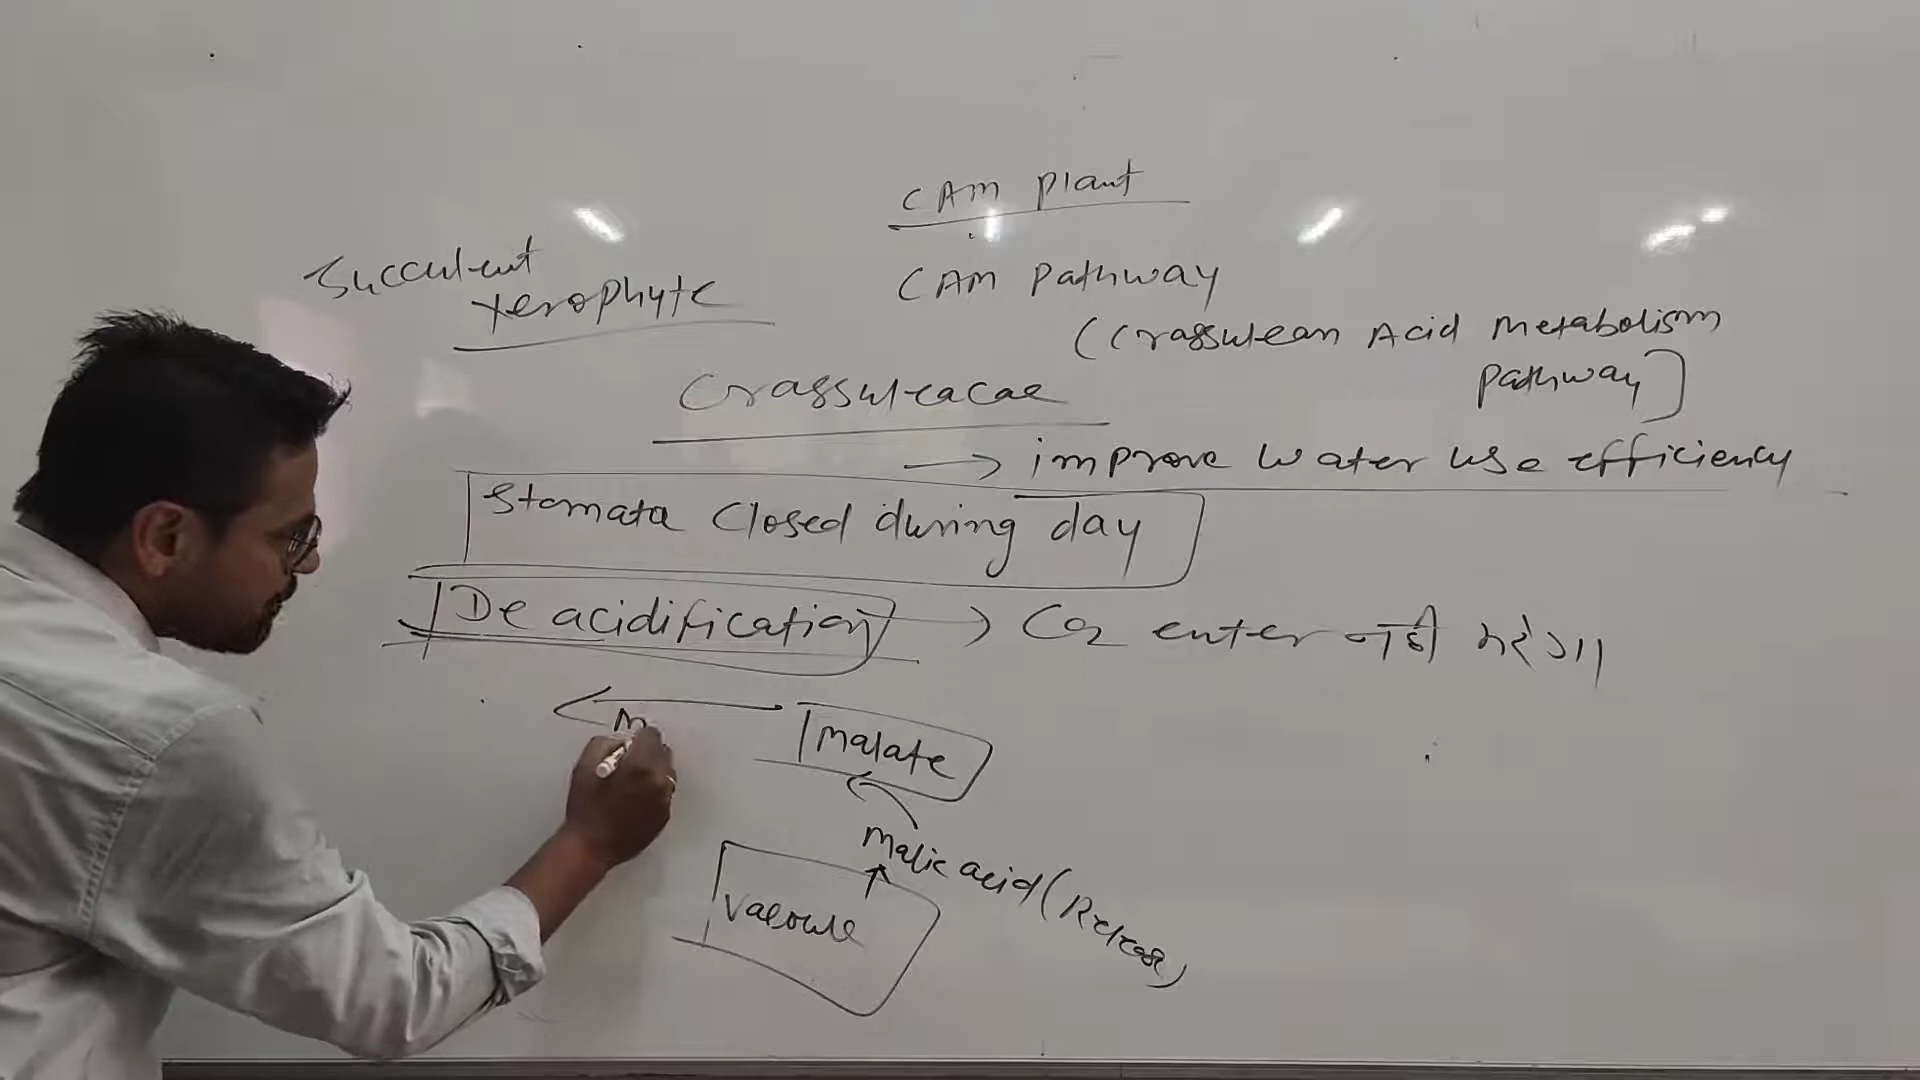 CAM Plant
Succulent
xerophyte
CAM Pathway
(Crassulean Acid Metabolism
Pathway]
Crassuleacae
→ improve water use efficiency
Stomata Closed during day
De acidification → CO2 enter नही करेगा
← Malate
M
Malic acid (Release)
Vacoule